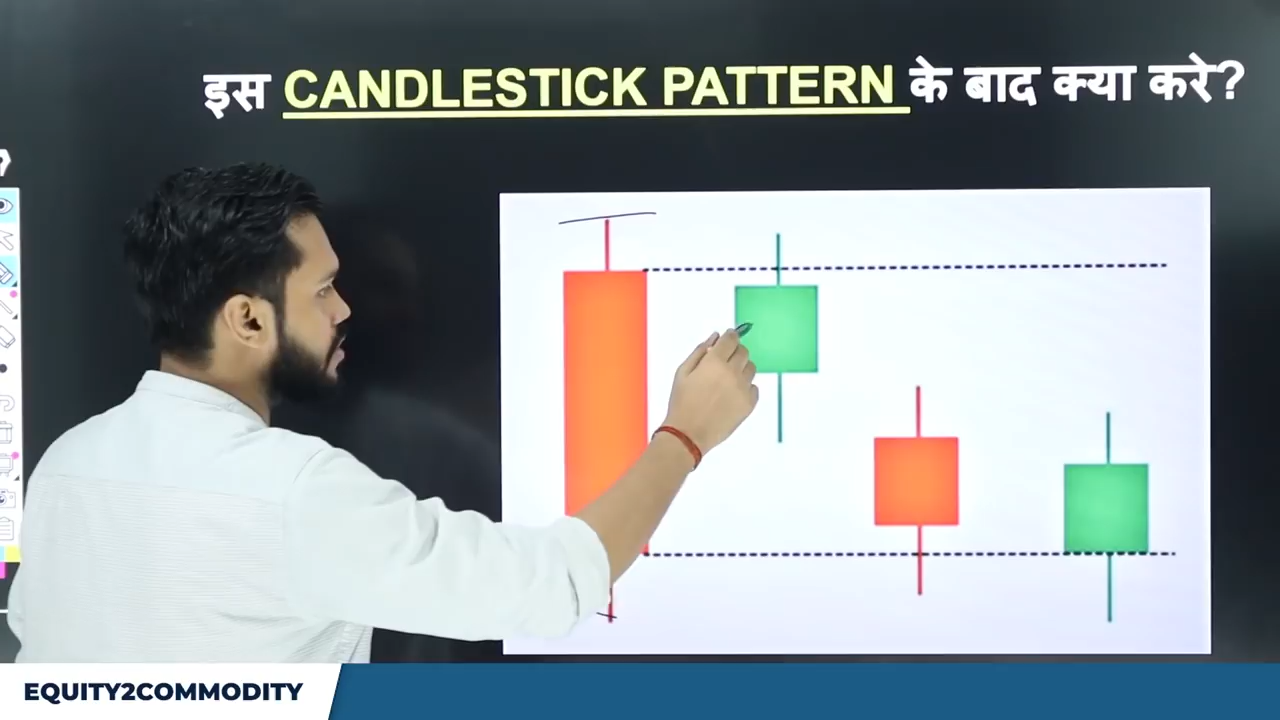 इस CANDLESTICK PATTERN के बाद क्या करे?
?
EQUITY2COMMODITY